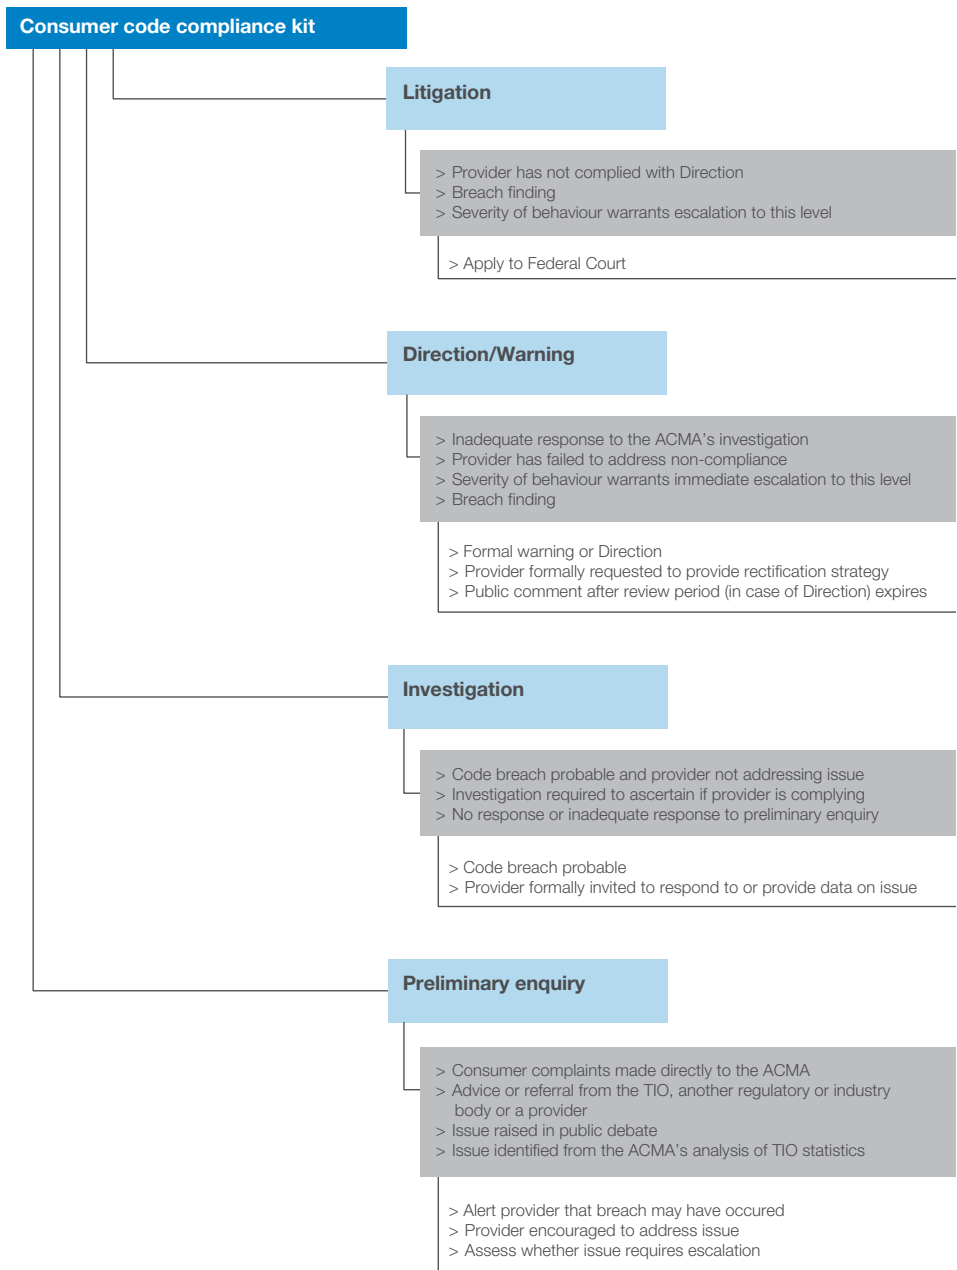 Consumer code compliance kit
Litigation
> Provider has not complied with Direction
> Breach finding
> Severity of behaviour warrants escalation to this level
> Apply to Federal Court
Direction/Warning
> Inadequate response to the ACMA's investigation
> Provider has failed to address non-compliance
> Severity of behaviour warrants immediate escalation to this level
> Breach finding
> Formal warning or Direction
> Provider formally requested to provide rectification strategy
> Public comment after review period (in case of Direction) expires
Investigation
> Code breach probable and provider not addressing issue
> Investigation required to ascertain if provider is complying
> No response or inadequate response to preliminary enquiry
> Code breach probable
> Provider formally invited to respond to or provide data on issue
Preliminary enquiry
> Consumer complaints made directly to the ACMA
> Advice or referral from the TIO, another regulatory or industry
body or a provider
> Issue raised in public debate
> Issue identified from the ACMA's analysis of TIO statistics
> Alert provider that breach may have occured
> Provider encouraged to address issue
> Assess whether issue requires escalation